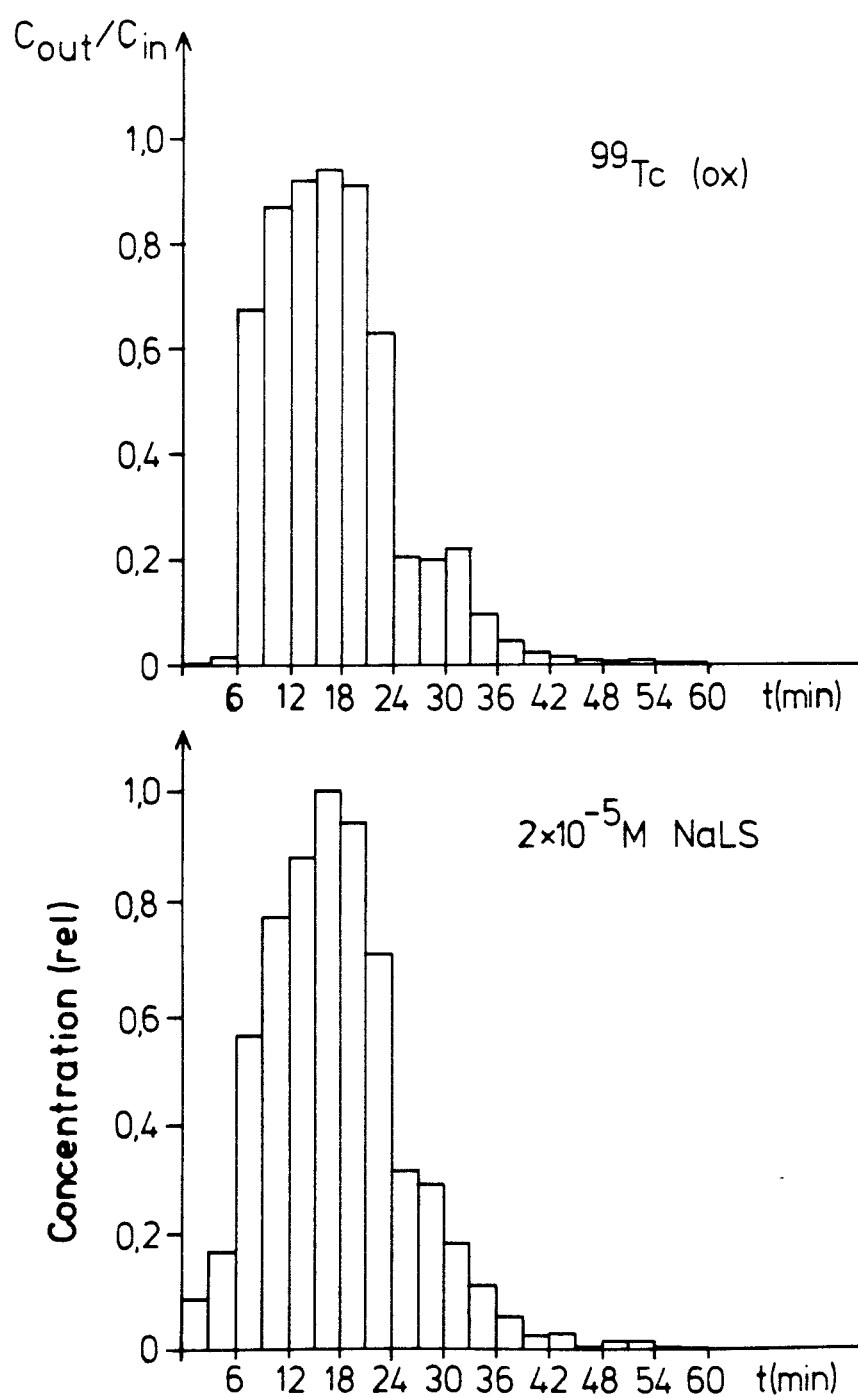 C_out/C_in
1,0
⁹⁹Tc (ox)
0,8
0,6
0,4
0,2
0
6 12 18 24 30 36 42 48 54 60 t(min)
1,0
2×10⁻⁵M NaLS
0,8
Concentration (rel)
0,6
0,4
0,2
0
6 12 18 24 30 36 42 48 54 60 t(min)